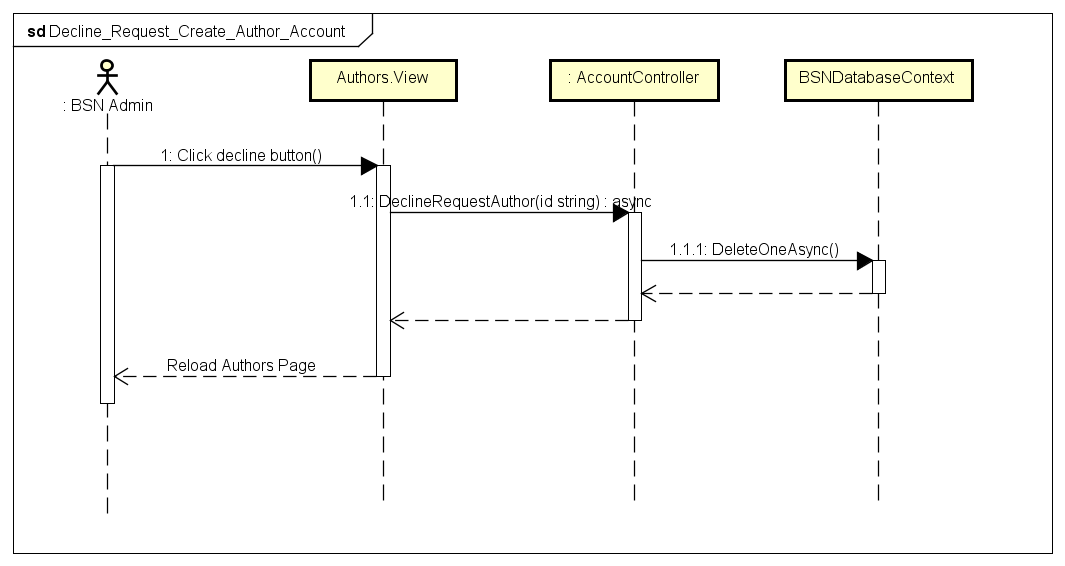 sd Decline_Request_Create_Author_Account
: BSN Admin
Authors.View
: AccountController
BSNDatabaseContext
1: Click decline button()
1.1: DeclineRequestAuthor(id string) : async
1.1.1: DeleteOneAsync()
Reload Authors Page